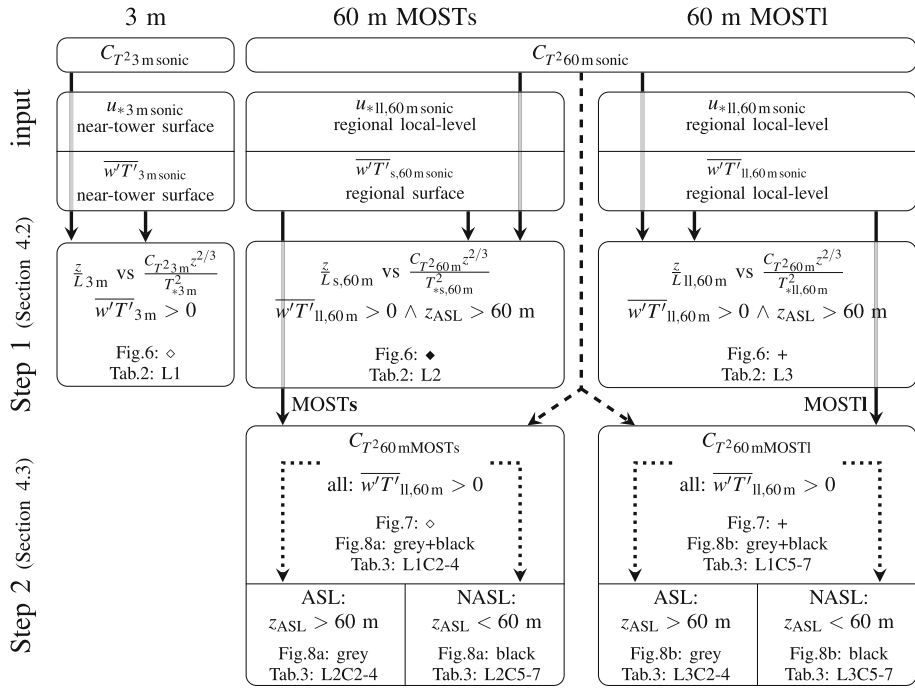 3 m
60 m MOSTs
60 m MOSTl
input
C_{T²3 m sonic}
C_{T²60 m sonic}
u_{*3 m sonic}
near-tower surface
\overline{w'T'}_{3 m sonic}
near-tower surface
u_{*ll,60 m sonic}
regional local-level
\overline{w'T'}_{s,60 m sonic}
regional surface
u_{*ll,60 m sonic}
regional local-level
\overline{w'T'}_{ll,60 m sonic}
regional local-level
Step 1 (Section 4.2)
\frac{z}{L}_{3 m} vs \frac{C_{T²3 m} z^{2/3}}{T²_{*3 m}}
\overline{w'T'}_{3 m} > 0
Fig.6: ◇
Tab.2: L1
\frac{z}{L}_{s,60 m} vs \frac{C_{T²60 m} z^{2/3}}{T²_{*s,60 m}}
\overline{w'T'}_{ll,60 m} > 0 ∧ z_{ASL} > 60 m
Fig.6: ◆
Tab.2: L2
\frac{z}{L}_{ll,60 m} vs \frac{C_{T²60 m} z^{2/3}}{T²_{*ll,60 m}}
\overline{w'T'}_{ll,60 m} > 0 ∧ z_{ASL} > 60 m
Fig.6: +
Tab.2: L3
MOSTs
MOSTl
Step 2 (Section 4.3)
C_{T²60 mMOSTs}
all: \overline{w'T'}_{ll,60 m} > 0
Fig.7: ◇
Fig.8a: grey+black
Tab.3: L1C2-4
ASL:
z_{ASL} > 60 m
Fig.8a: grey
Tab.3: L2C2-4
NASL:
z_{ASL} < 60 m
Fig.8a: black
Tab.3: L2C5-7
C_{T²60 mMOSTl}
all: \overline{w'T'}_{ll,60 m} > 0
Fig.7: +
Fig.8b: grey+black
Tab.3: L1C5-7
ASL:
z_{ASL} > 60 m
Fig.8b: grey
Tab.3: L3C2-4
NASL:
z_{ASL} < 60 m
Fig.8b: black
Tab.3: L3C5-7